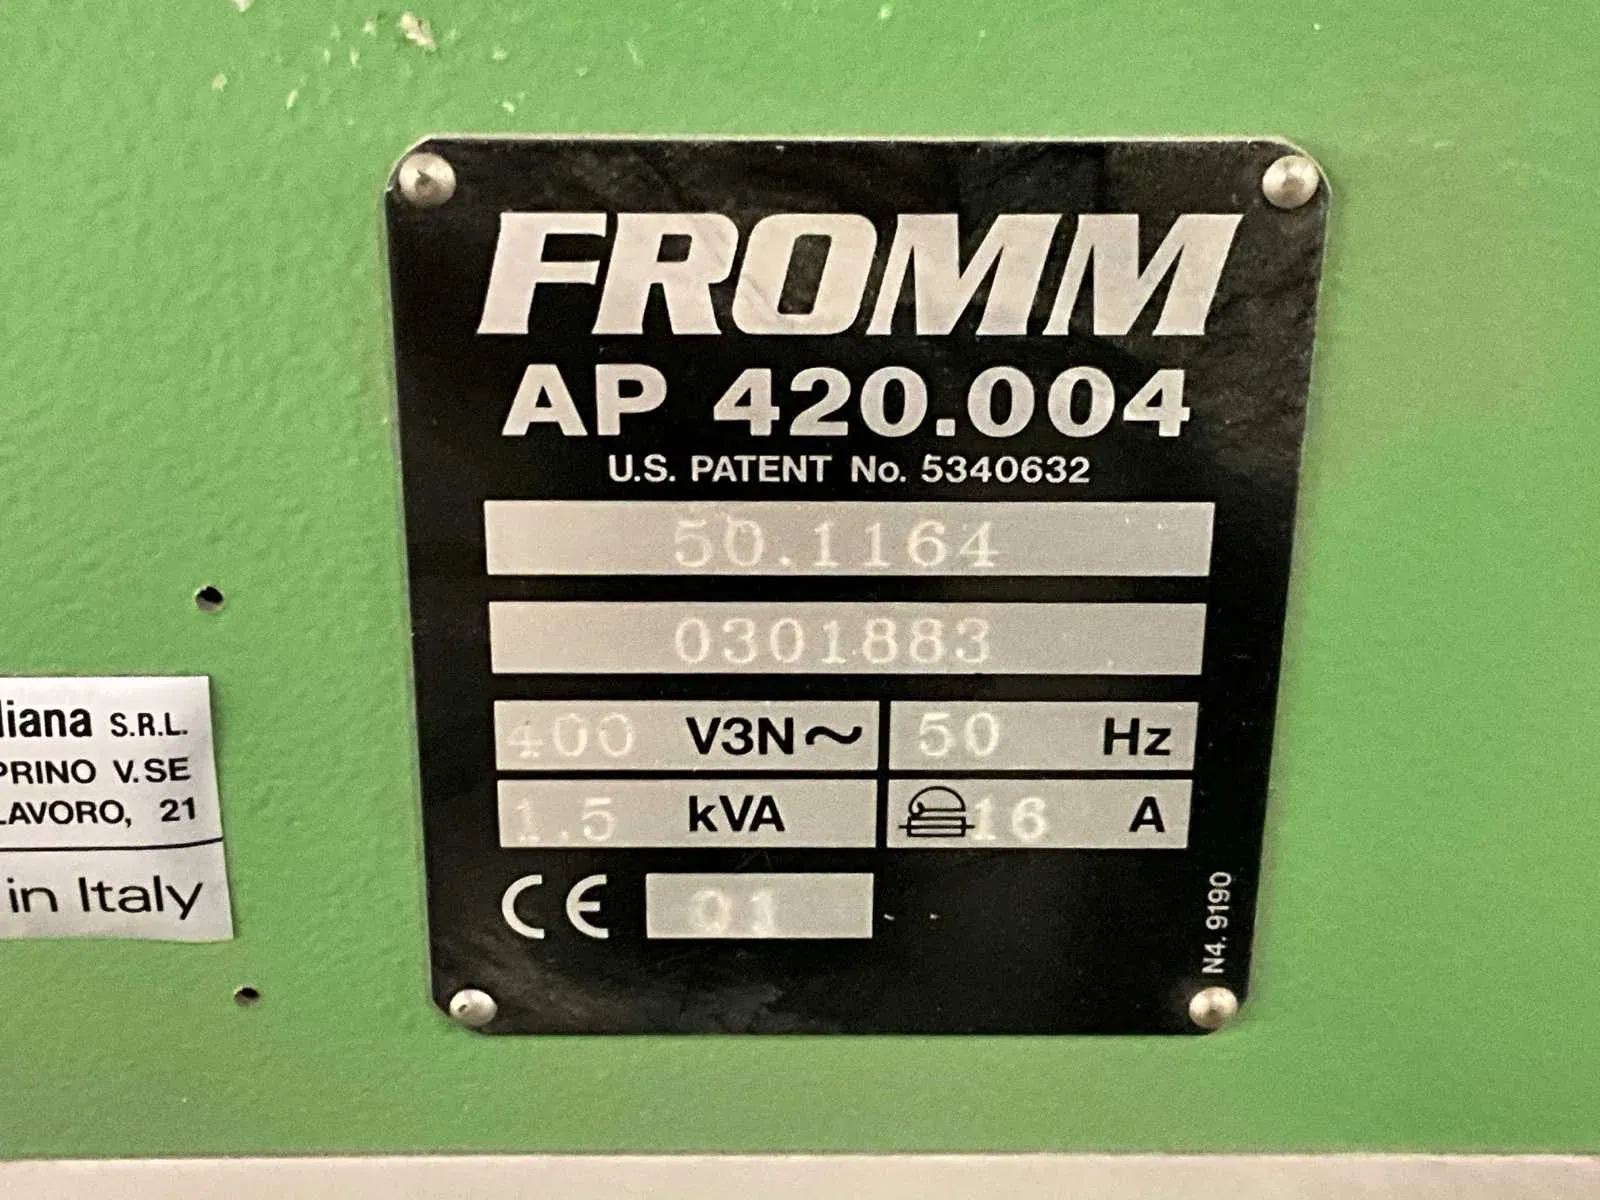 FROMM
AP 420.004
U.S. PATENT No. 5340632
50.1164
0301883
400 V3N~ 50 Hz
1.5 kVA 16 A
CE 01
N4.9190
liana S.R.L.
PRINO V.SE
LAVORO, 21
in Italy